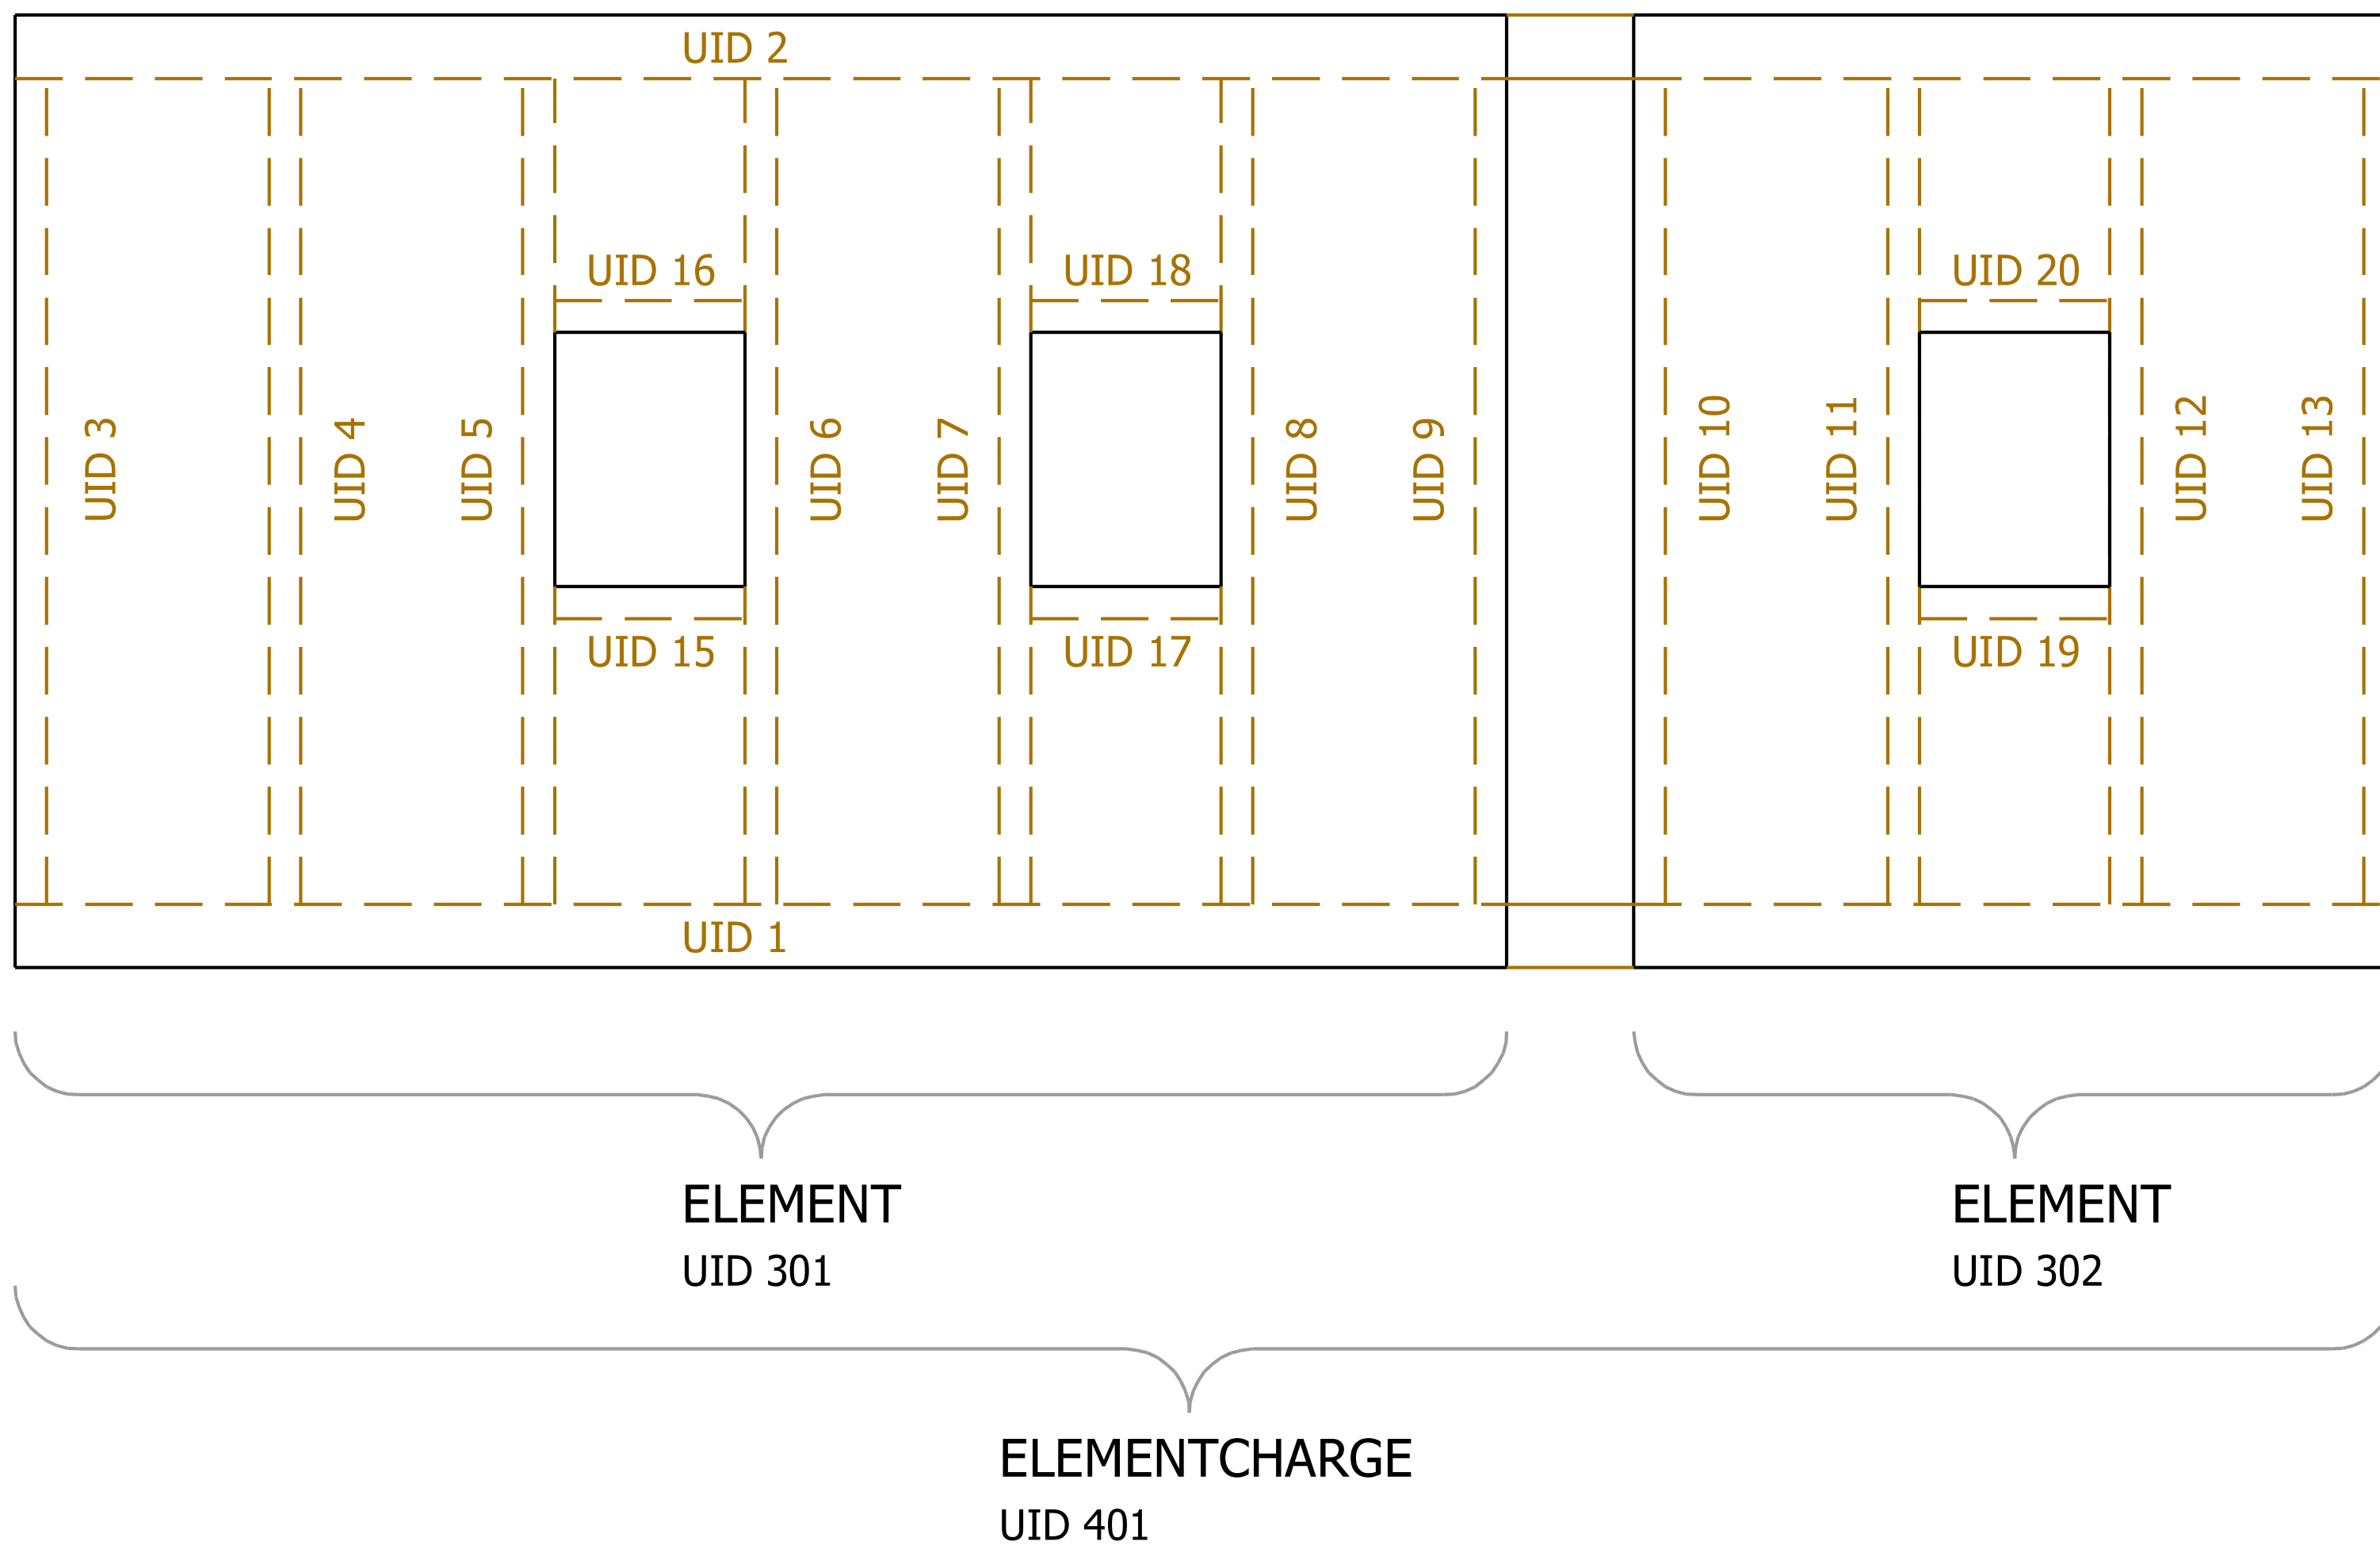 UID 2
UID 16
UID 18
UID 20
UID 3
UID 4
UID 5
UID 6
UID 7
UID 8
UID 9
UID 10
UID 11
UID 12
UID 13
UID 15
UID 17
UID 19
UID 1
ELEMENT
UID 301
ELEMENT
UID 302
ELEMENTCHARGE
UID 401